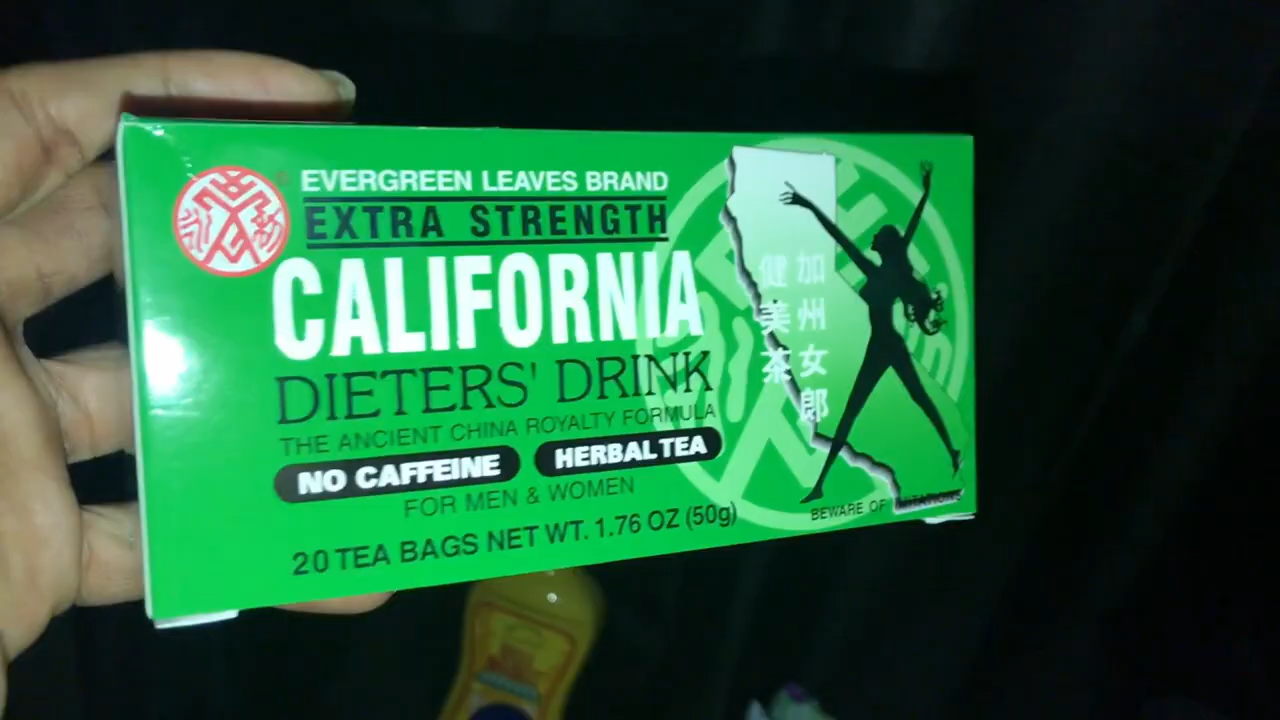 EVERGREEN LEAVES BRAND
EXTRA STRENGTH
CALIFORNIA
DIETERS' DRINK
THE ANCIENT CHINA ROYALTY FORMULA
NO CAFFEINE HERBAL TEA
FOR MEN & WOMEN
20 TEA BAGS NET WT. 1.76 OZ (50g)
加州女郎
健美茶
BEWARE OF IMITATIONS